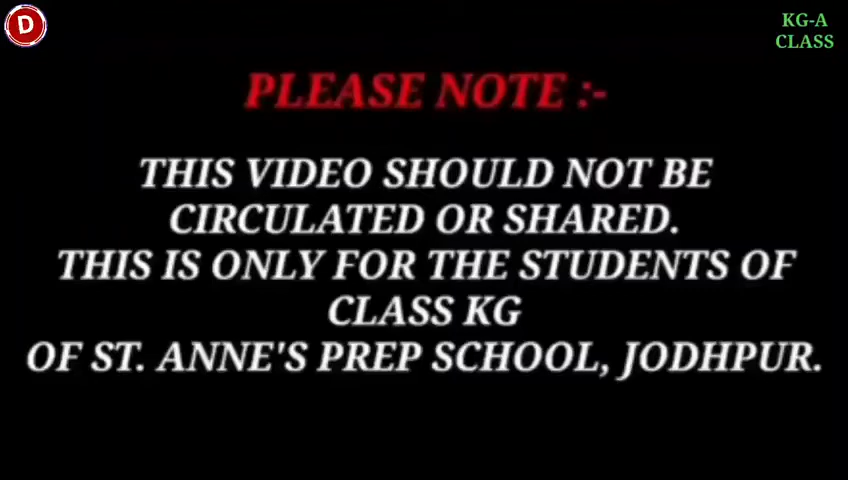 D
KG-A
CLASS
PLEASE NOTE :-
THIS VIDEO SHOULD NOT BE
CIRCULATED OR SHARED.
THIS IS ONLY FOR THE STUDENTS OF
CLASS KG
OF ST. ANNE'S PREP SCHOOL, JODHPUR.